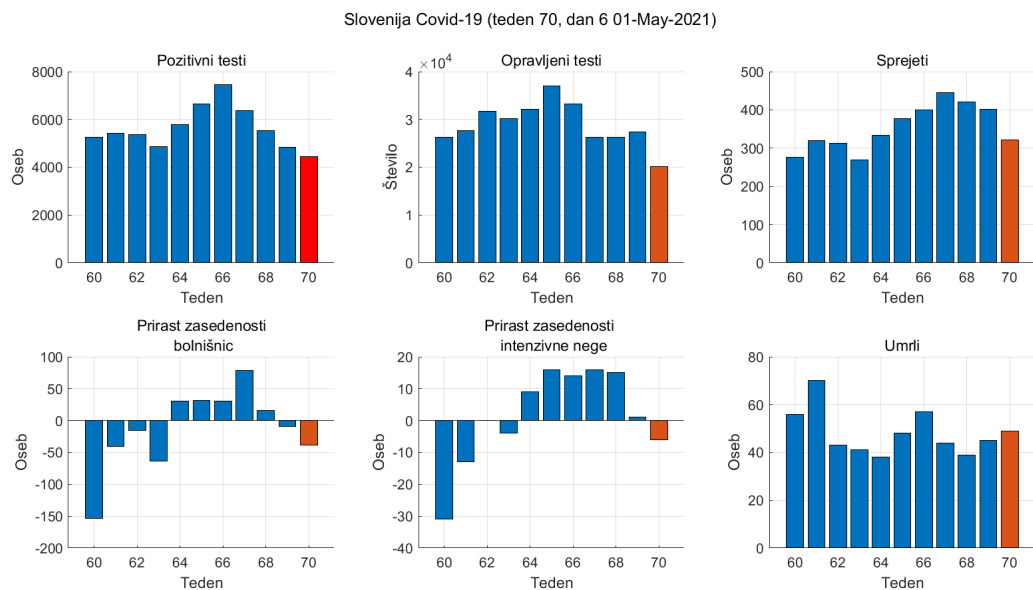 Slovenija Covid-19 (teden 70, dan 6 01-May-2021)
Pozitivni testi
8000
6000
4000
2000
0
Oseb
60 62 64 66 68 70
Teden
Opravljeni testi
×10⁴
4
3
2
1
0
Število
60 62 64 66 68 70
Teden
Sprejeti
500
400
300
200
100
0
Oseb
60 62 64 66 68 70
Teden
Prirast zasedenosti
bolnišnic
100
50
0
-50
-100
-150
-200
Oseb
60 62 64 66 68 70
Teden
Prirast zasedenosti
intenzivne nege
20
10
0
-10
-20
-30
-40
Oseb
60 62 64 66 68 70
Teden
Umrli
80
60
40
20
0
Oseb
60 62 64 66 68 70
Teden